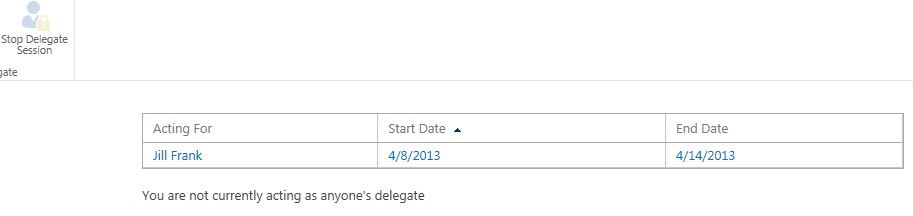 Stop Delegate
Session
gate
Acting For Start Date End Date
Jill Frank 4/8/2013 4/14/2013
You are not currently acting as anyone's delegate